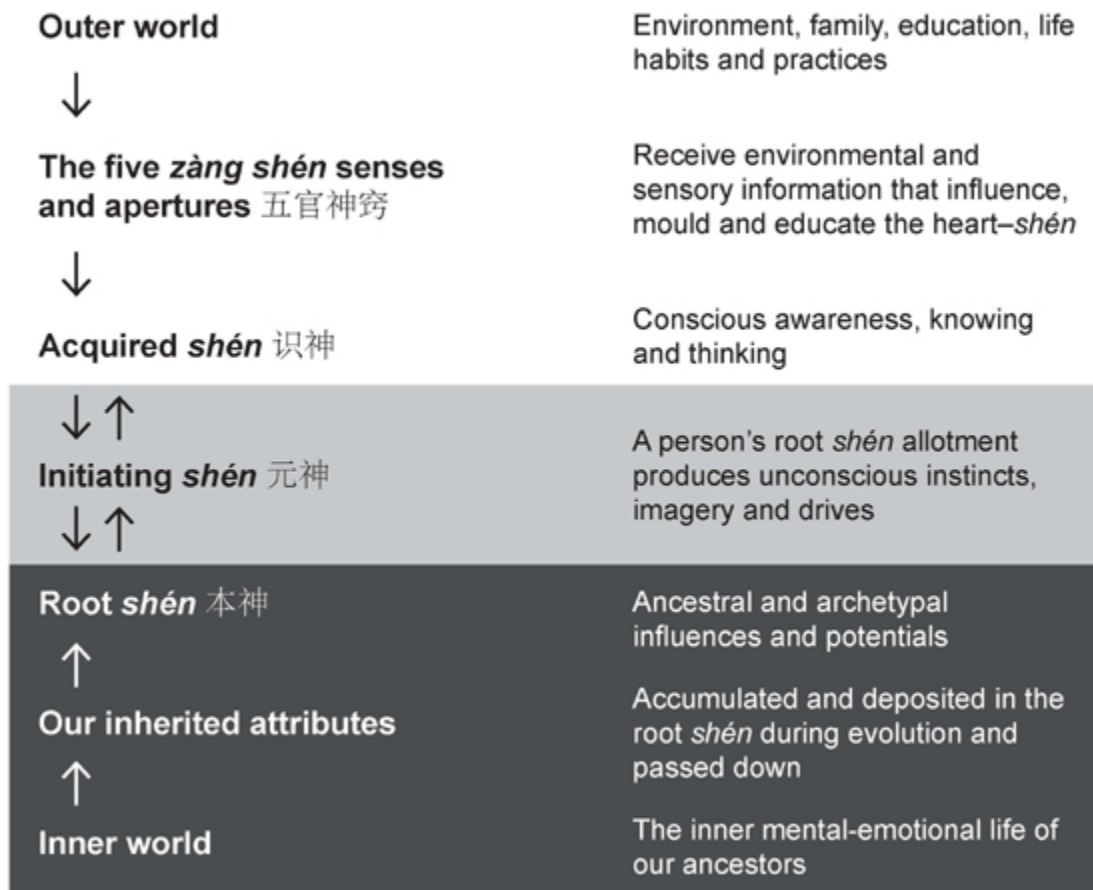 Outer world
Environment, family, education, life
habits and practices
↓
The five zàng shén senses
and apertures 五官神窍
Receive environmental and
sensory information that influence,
mould and educate the heart–shén
↓
Acquired shén 识神
Conscious awareness, knowing
and thinking
↓↑
Initiating shén 元神
A person's root shén allotment
produces unconscious instincts,
imagery and drives
↓↑
Root shén 本神
Ancestral and archetypal
influences and potentials
↑
Our inherited attributes
Accumulated and deposited in the
root shén during evolution and
passed down
↑
Inner world
The inner mental-emotional life of
our ancestors